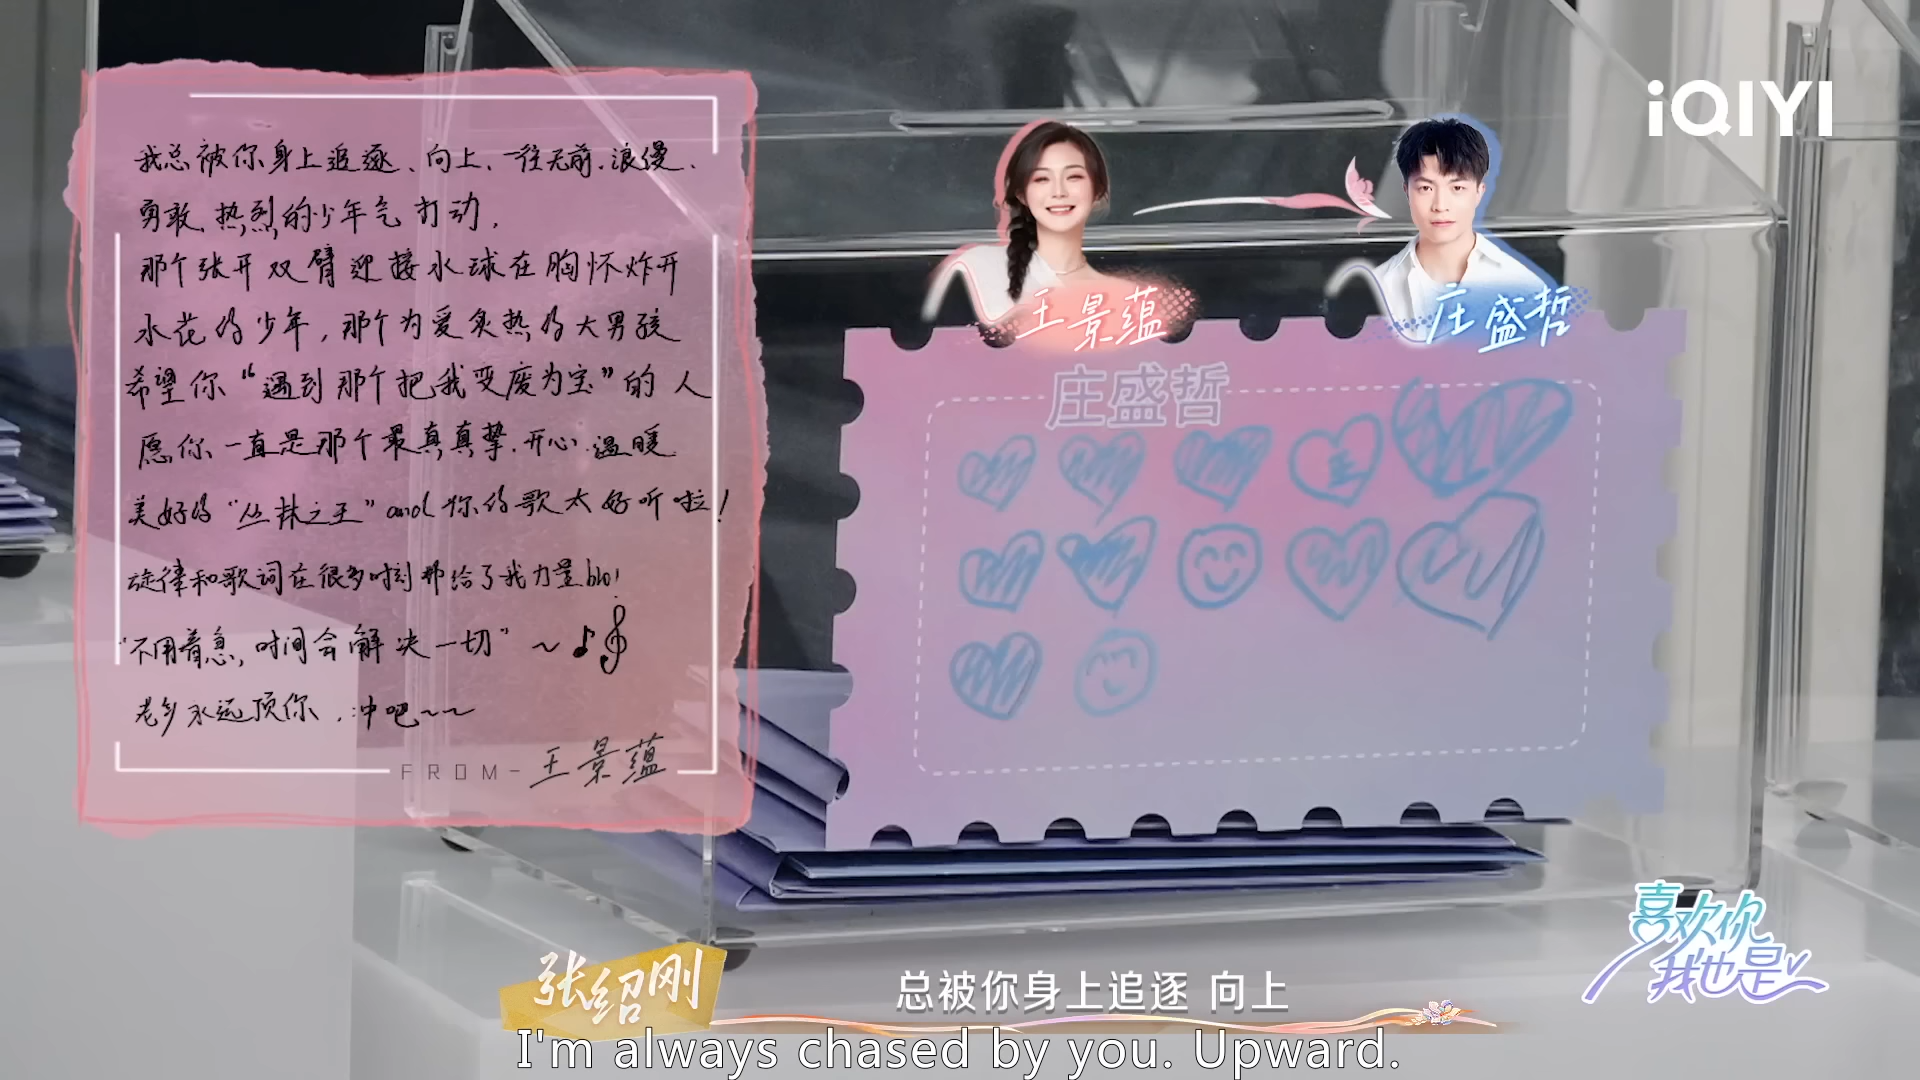 我总被你身上追逐、向上、一往无前、浪漫、
勇敢、热烈的少年气打动,
那个张开双臂迎接水球在胸怀炸开
水花的少年,那个为爱炙热的大男孩
希望你“遇到那个把我变废为宝”的人
愿你一直是那个最真真挚、开心、温暖
美好的“丛林之王”and你的歌太好听啦!
旋律和歌词在很多时刻都给了我力量blo!
“不用着急,时间会解决一切”~♪𝄞
老乡永远顶你,冲吧~~
FROM-王景蕴
iQIYI
王景蕴
庄盛哲
庄盛哲
喜欢你
我也是
张绍刚
总被你身上追逐 向上
I'm always chased by you. Upward.